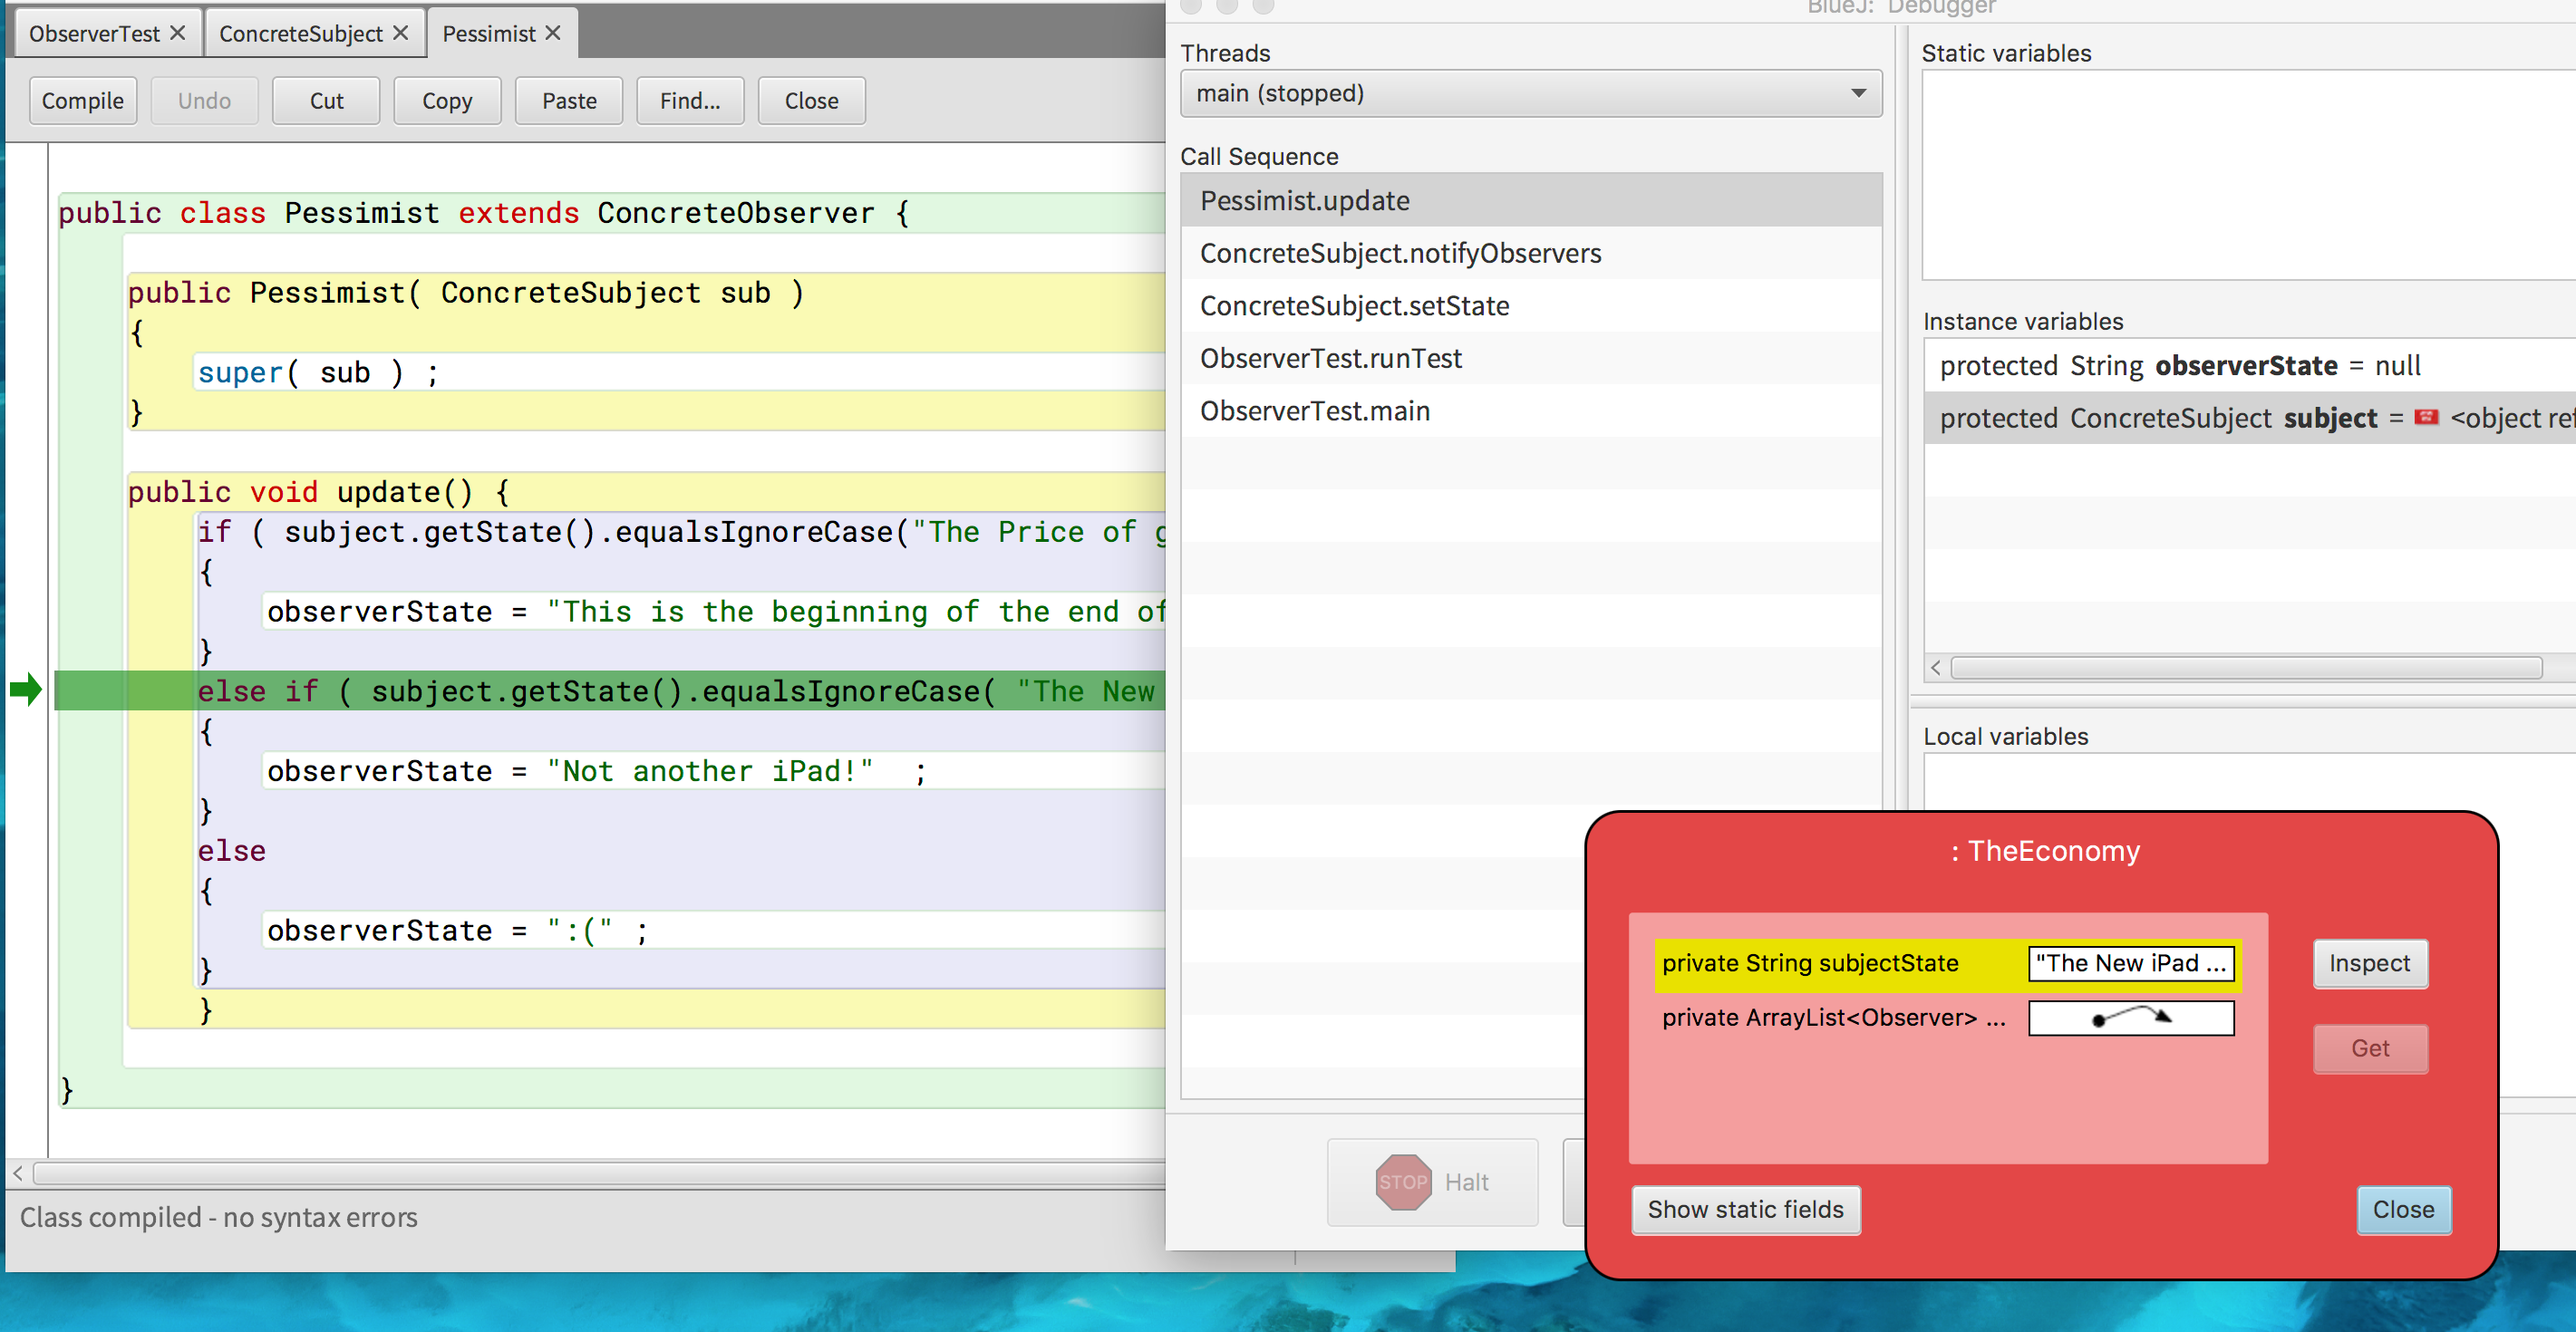 ObserverTest ✕ ConcreteSubject ✕ Pessimist ✕
Compile Undo Cut Copy Paste Find... Close
public class Pessimist extends ConcreteObserver {
public Pessimist( ConcreteSubject sub )
{
super( sub ) ;
}
public void update() {
if ( subject.getState().equalsIgnoreCase("The Price of
{
observerState = "This is the beginning of the end of
}
else if ( subject.getState().equalsIgnoreCase( "The New
{
observerState = "Not another iPad!"  ;
}
else
{
observerState = ":(" ;
}
}
}
Class compiled - no syntax errors
BlueJ: Debugger
Threads
main (stopped)
Call Sequence
Pessimist.update
ConcreteSubject.notifyObservers
ConcreteSubject.setState
ObserverTest.runTest
ObserverTest.main
STOP Halt
Static variables
Instance variables
protected String observerState = null
protected ConcreteSubject subject = <object ref
Local variables
: TheEconomy
private String subjectState "The New iPad ...
private ArrayList<Observer> ...
Inspect
Get
Show static fields
Close